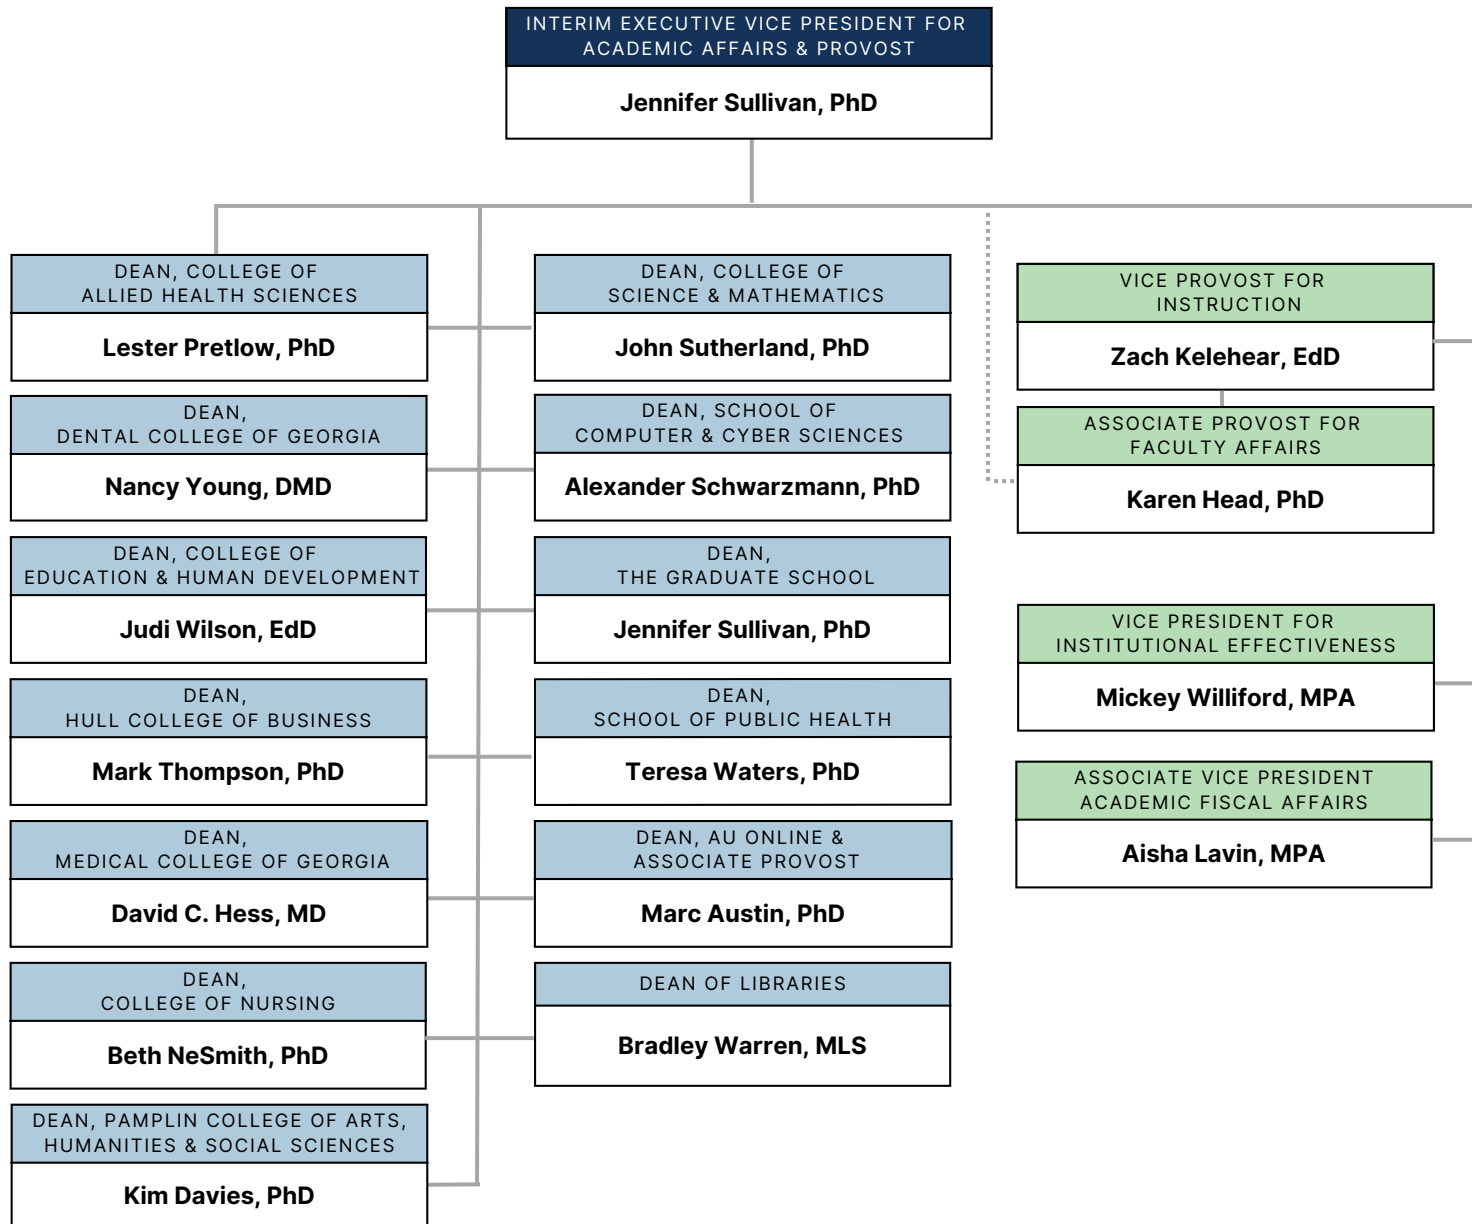 INTERIM EXECUTIVE VICE PRESIDENT FOR
ACADEMIC AFFAIRS & PROVOST
Jennifer Sullivan, PhD
DEAN, COLLEGE OF
ALLIED HEALTH SCIENCES
Lester Pretlow, PhD
DEAN,
DENTAL COLLEGE OF GEORGIA
Nancy Young, DMD
DEAN, COLLEGE OF
EDUCATION & HUMAN DEVELOPMENT
Judi Wilson, EdD
DEAN,
HULL COLLEGE OF BUSINESS
Mark Thompson, PhD
DEAN,
MEDICAL COLLEGE OF GEORGIA
David C. Hess, MD
DEAN,
COLLEGE OF NURSING
Beth NeSmith, PhD
DEAN, PAMPLIN COLLEGE OF ARTS,
HUMANITIES & SOCIAL SCIENCES
Kim Davies, PhD
DEAN, COLLEGE OF
SCIENCE & MATHEMATICS
John Sutherland, PhD
DEAN, SCHOOL OF
COMPUTER & CYBER SCIENCES
Alexander Schwarzmann, PhD
DEAN,
THE GRADUATE SCHOOL
Jennifer Sullivan, PhD
DEAN,
SCHOOL OF PUBLIC HEALTH
Teresa Waters, PhD
DEAN, AU ONLINE &
ASSOCIATE PROVOST
Marc Austin, PhD
DEAN OF LIBRARIES
Bradley Warren, MLS
VICE PROVOST FOR
INSTRUCTION
Zach Kelehear, EdD
ASSOCIATE PROVOST FOR
FACULTY AFFAIRS
Karen Head, PhD
VICE PRESIDENT FOR
INSTITUTIONAL EFFECTIVENESS
Mickey Williford, MPA
ASSOCIATE VICE PRESIDENT
ACADEMIC FISCAL AFFAIRS
Aisha Lavin, MPA